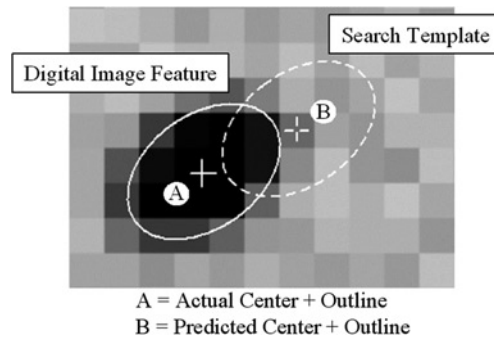 Search Template
Digital Image Feature
B
A
A = Actual Center + Outline
B = Predicted Center + Outline